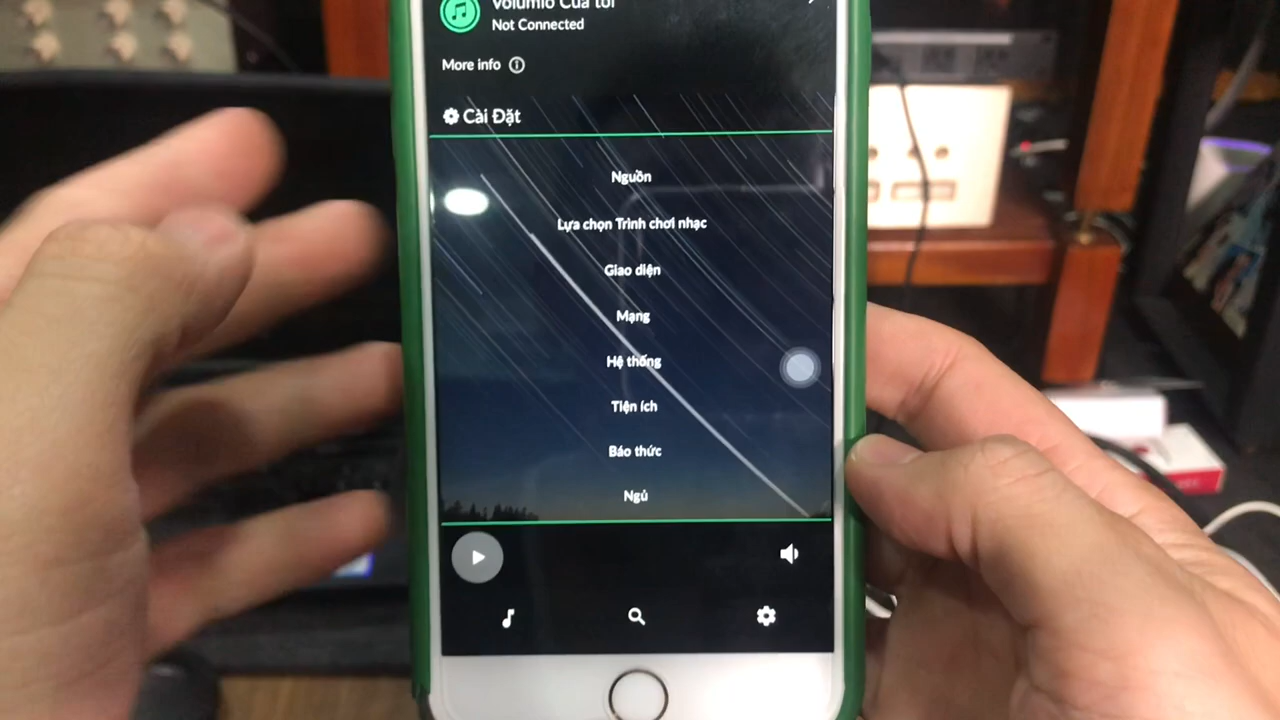 Volumio Của tôi
Not Connected
More info
Cài Đặt
Nguồn
Lựa chọn Trình chơi nhạc
Giao diện
Mạng
Hệ thống
Tiện ích
Báo thức
Ngủ